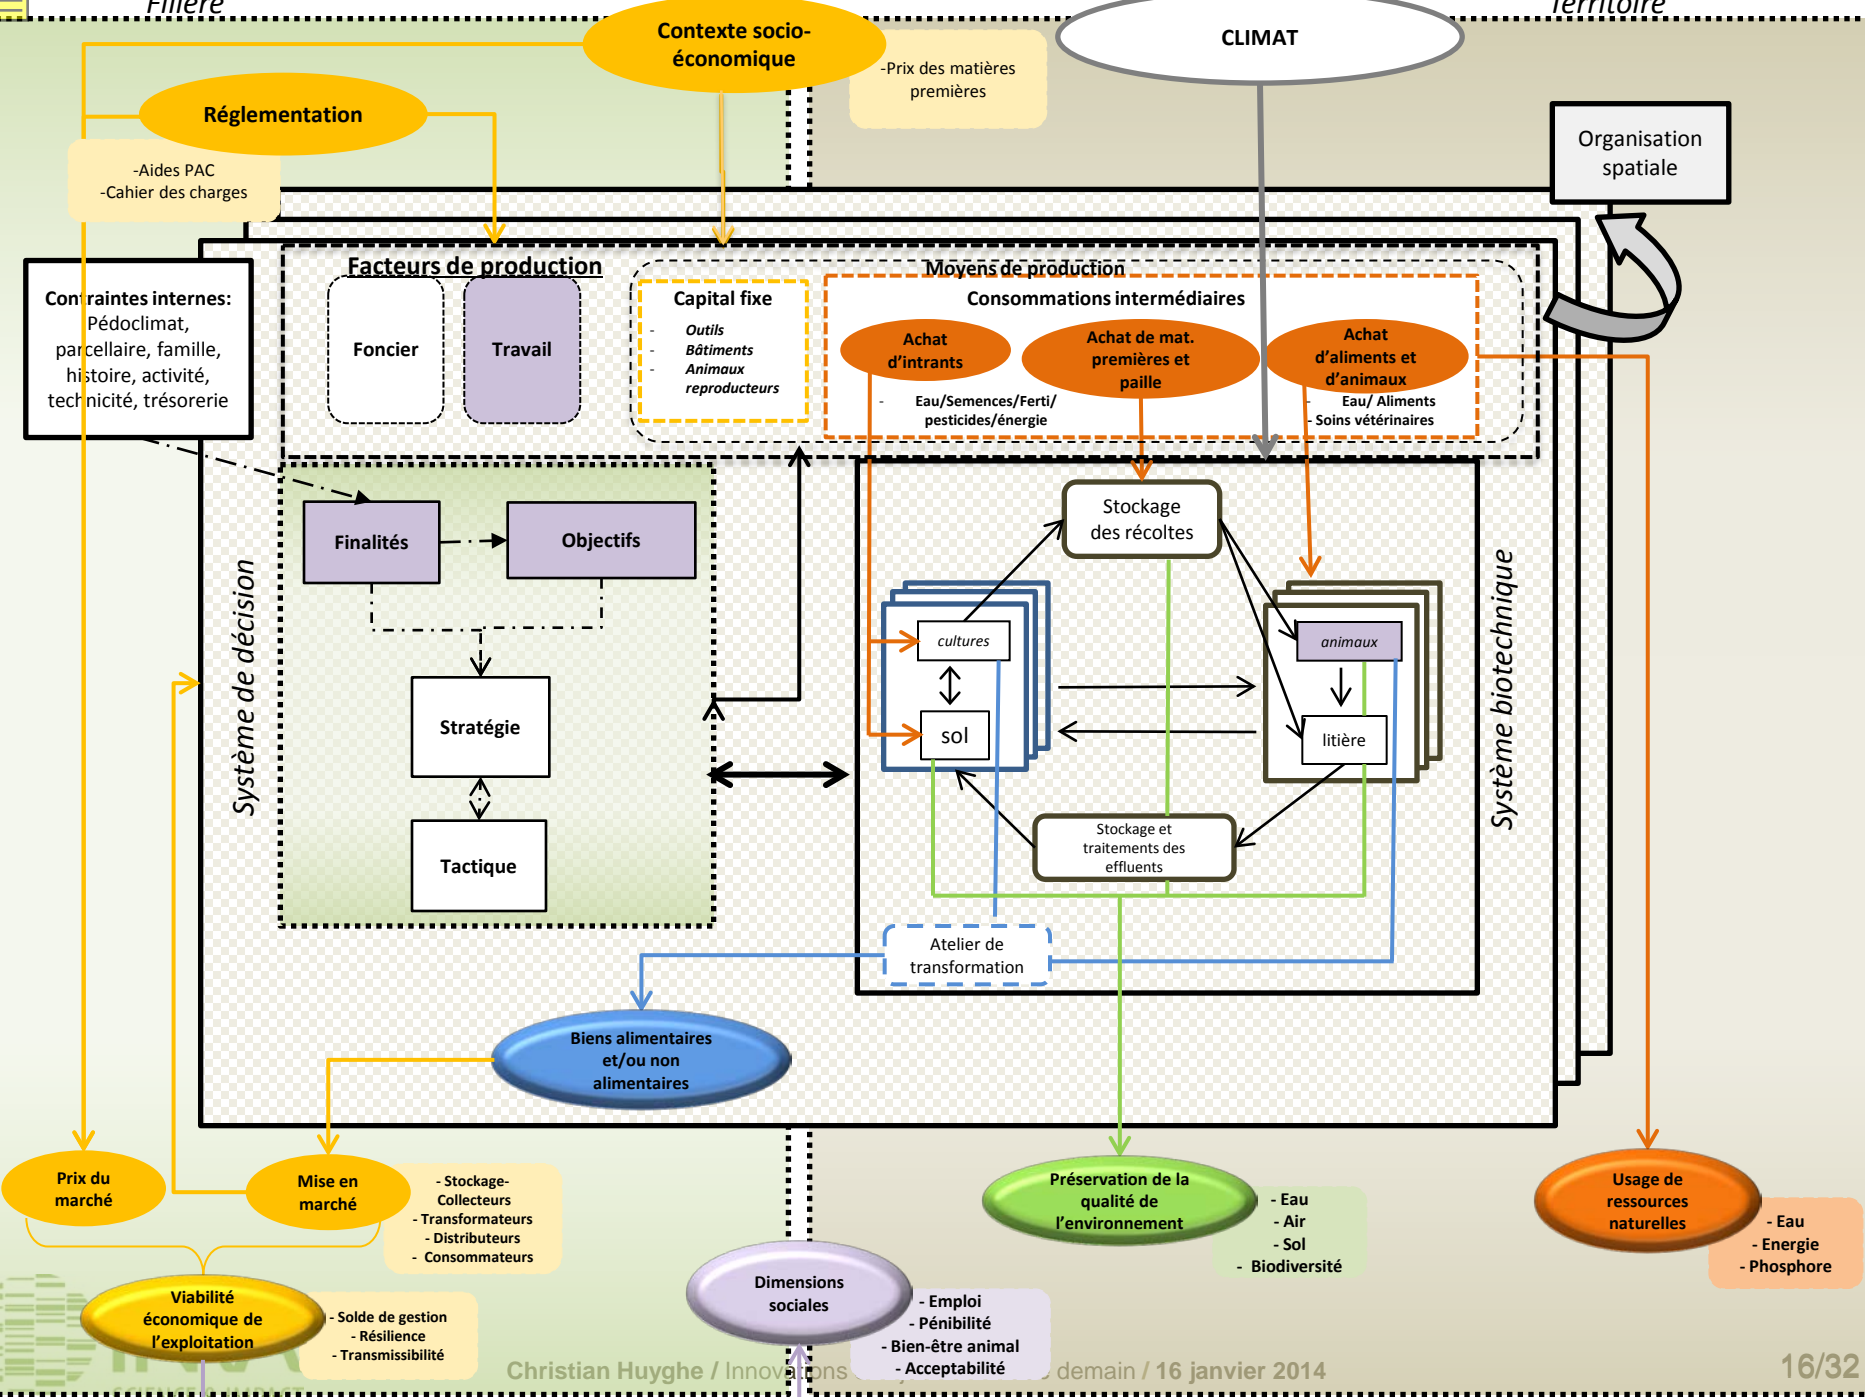 Filière
Territoire
Contexte socio-
économique
CLIMAT
-Prix des matières
premières
Réglementation
-Aides PAC
-Cahier des charges
Organisation
spatiale
Contraintes internes:
Pédoclimat,
parcellaire, famille,
histoire, activité,
technicité, trésorerie
Facteurs de production
Foncier
Travail
Moyens de production
Capital fixe
- Outils
- Bâtiments
- Animaux
reproducteurs
Consommations intermédiaires
Achat
d'intrants
- Eau/Semences/Ferti/
pesticides/énergie
Achat de mat.
premières et
paille
Achat
d'aliments et
d'animaux
- Eau/ Aliments
- Soins vétérinaires
Système de décision
Finalités
Objectifs
Stratégie
Tactique
Système biotechnique
Stockage
des récoltes
cultures
sol
animaux
litière
Stockage et
traitements des
effluents
Atelier de
transformation
Biens alimentaires
et/ou non
alimentaires
Prix du
marché
Mise en
marché
- Stockage-
Collecteurs
- Transformateurs
- Distributeurs
- Consommateurs
Viabilité
économique de
l'exploitation
- Solde de gestion
- Résilience
- Transmissibilité
Dimensions
sociales
- Emploi
- Pénibilité
- Bien-être animal
- Acceptabilité
Préservation de la
qualité de
l'environnement
- Eau
- Air
- Sol
- Biodiversité
Usage de
ressources
naturelles
- Eau
- Energie
- Phosphore
Christian Huyghe / Innovations demain / 16 janvier 2014
16/32